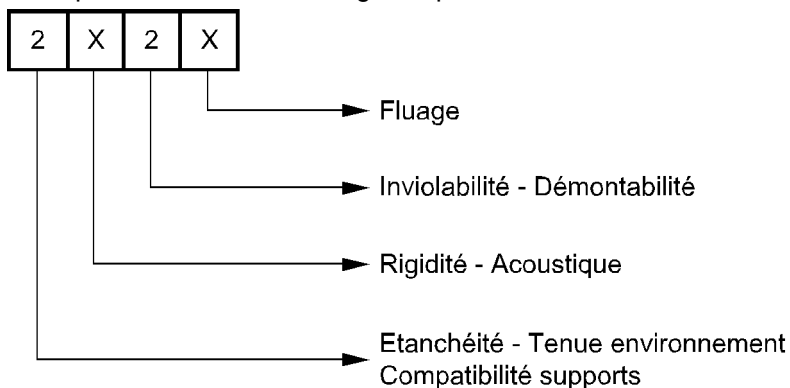 2 X 2 X
Fluage
Inviolabilité - Démontabilité
Rigidité - Acoustique
Etanchéité - Tenue environnement
Compatibilité supports